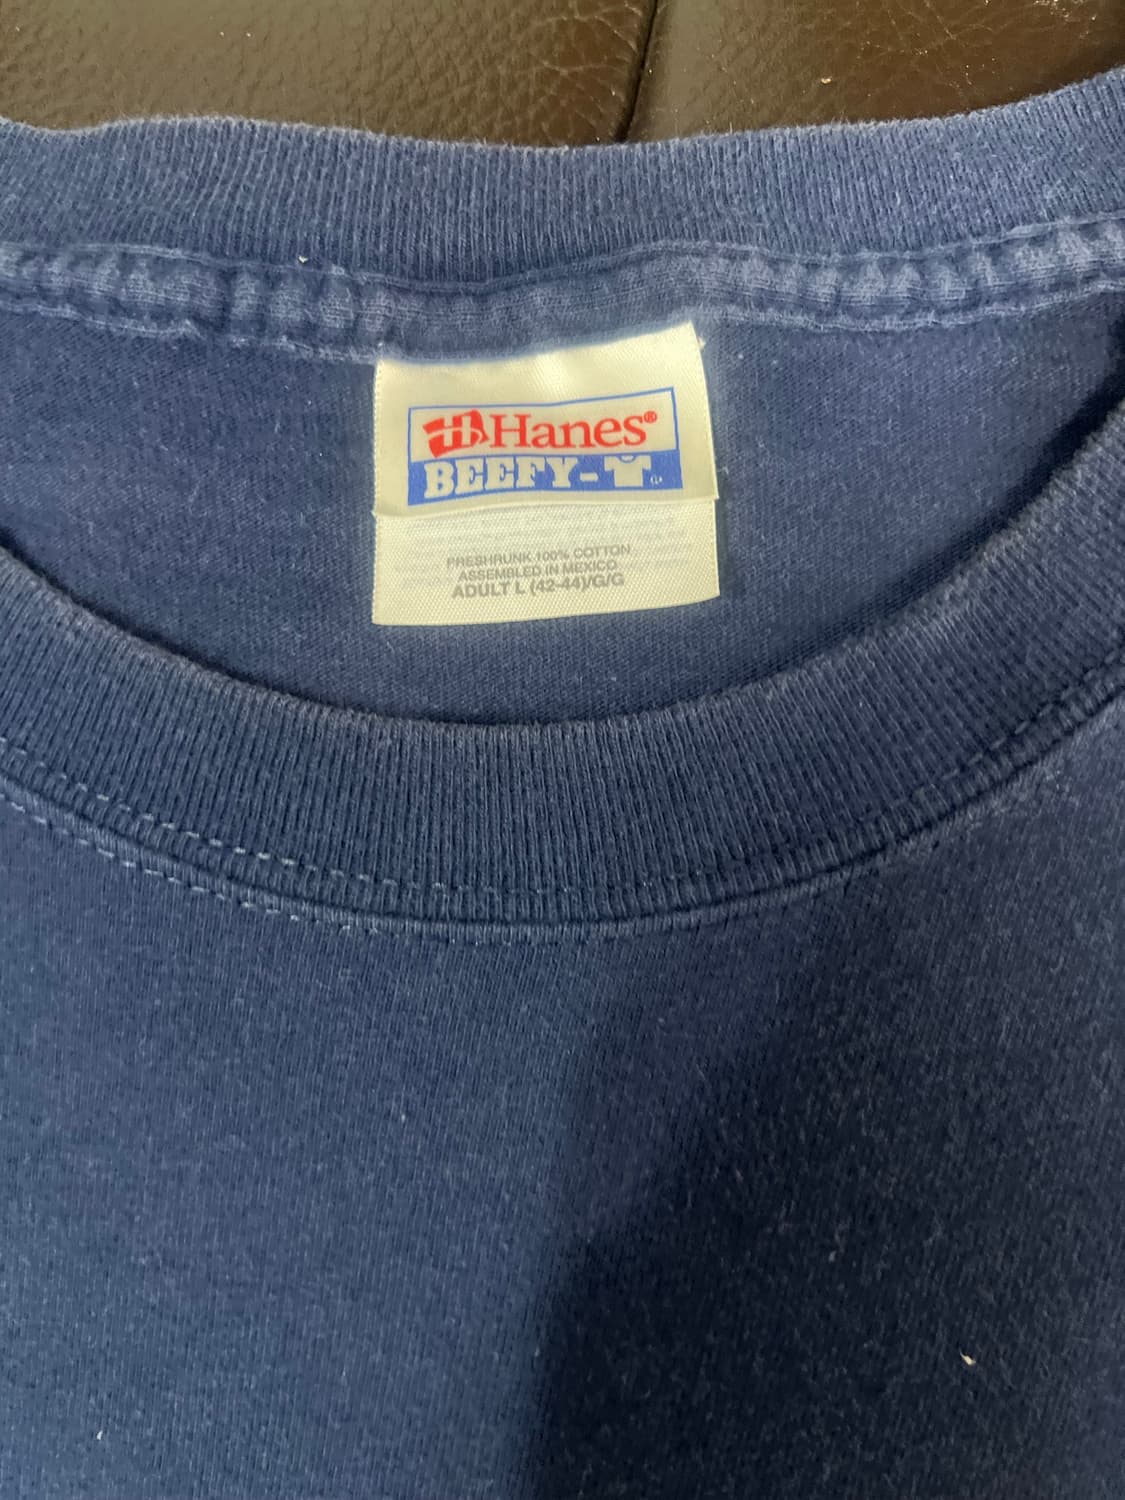 Hanes®
BEEFY-T®
PRESHRUNK 100% COTTON
ASSEMBLED IN MEXICO
ADULT L (42-44)/G/G